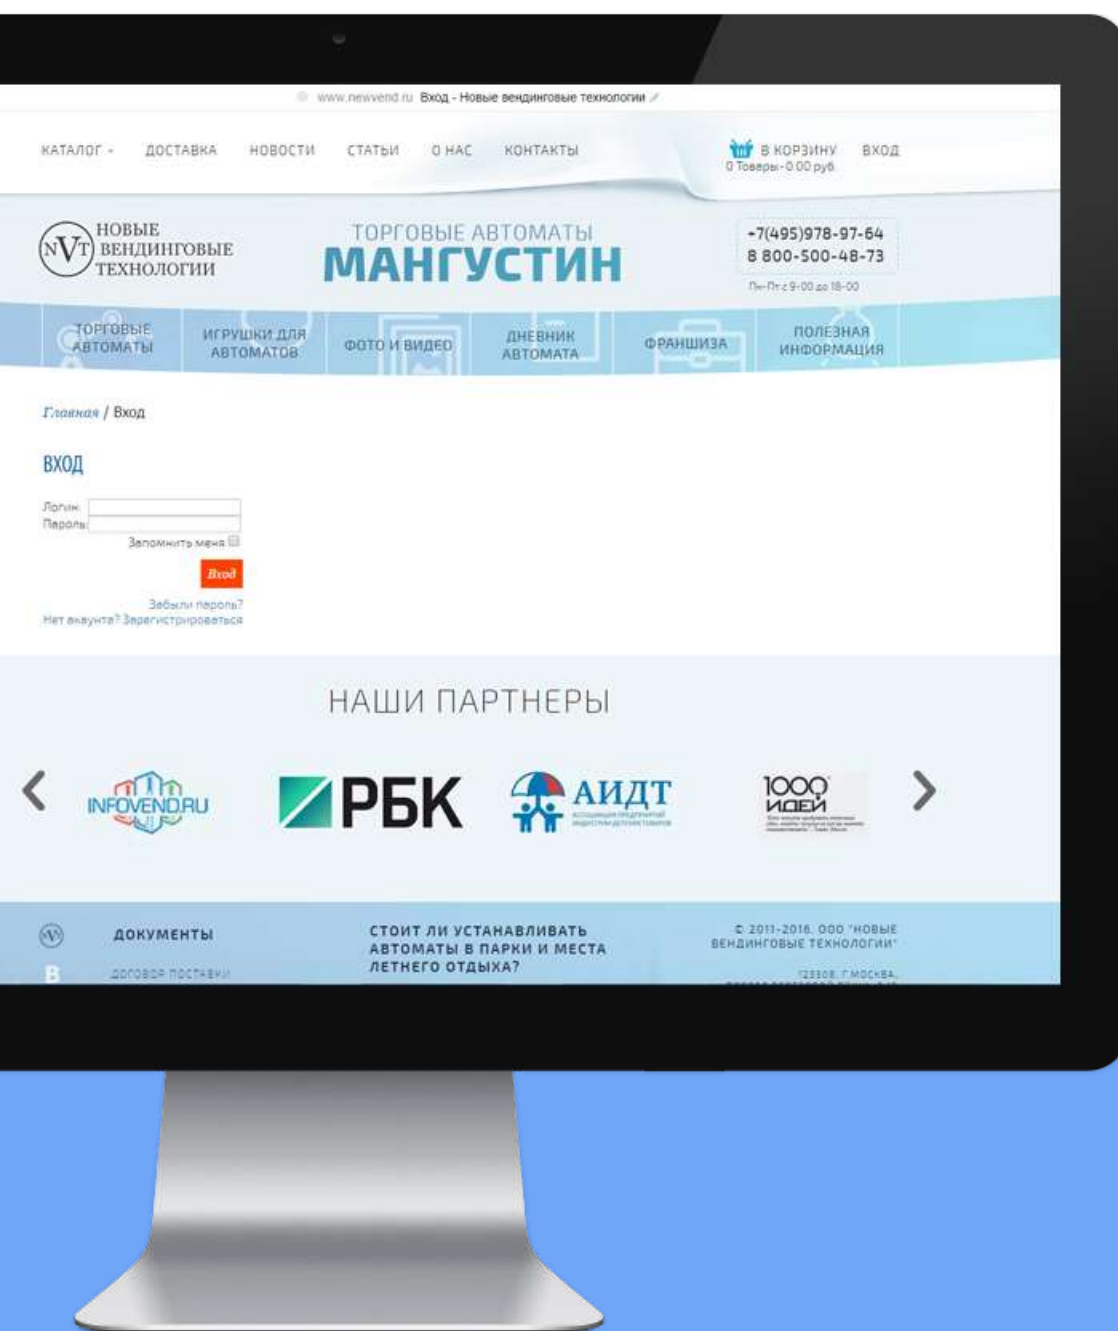 www.newvend.ru Вход - Новые вендинговые технологии
КАТАЛОГ ДОСТАВКА НОВОСТИ СТАТЬИ О НАС КОНТАКТЫ
В КОРЗИНУ ВХОД
0 Товары-0.00 руб.
НОВЫЕ
NVT ВЕНДИНГОВЫЕ
ТЕХНОЛОГИИ
ТОРГОВЫЕ АВТОМАТЫ
МАНГУСТИН
+7(495)978-97-64
8 800-500-48-73
Пн-Пт с 9-00 до 18-00
ТОРГОВЫЕ
АВТОМАТЫ
ИГРУШКИ ДЛЯ
АВТОМАТОВ
ФОТО И ВИДЕО
ДНЕВНИК
АВТОМАТА
ФРАНШИЗА
ПОЛЕЗНАЯ
ИНФОРМАЦИЯ
Главная / Вход
ВХОД
Логин:
Пароль:
Запомнить меня
Вход
Забыли пароль?
Нет акаунта? Зарегистрироваться
НАШИ ПАРТНЕРЫ
INFOVEND.RU
РБК
АИДТ
АССОЦИАЦИЯ ПРЕДПРИЯТИЙ
ИНДУСТРИИ ДЕТСКИХ ТОВАРОВ
1000
ИДЕЙ
ДОКУМЕНТЫ
ДОГОВОР ПОСТАВКИ
B
СТОИТ ЛИ УСТАНАВЛИВАТЬ
АВТОМАТЫ В ПАРКИ И МЕСТА
ЛЕТНЕГО ОТДЫХА?
© 2011-2016, ООО "НОВЫЕ
ВЕНДИНГОВЫЕ ТЕХНОЛОГИИ"
Г.МОСКВА,